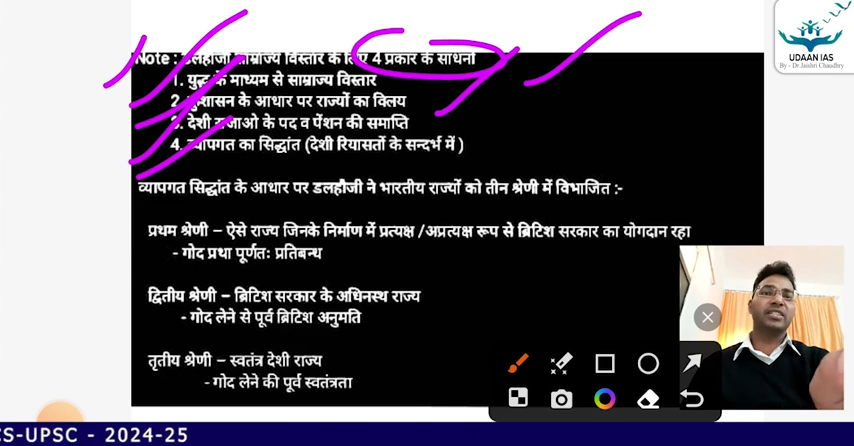 Note : डलहौजी साम्राज्य विस्तार के लिए 4 प्रकार के साधनो
1. युद्ध के माध्यम से साम्राज्य विस्तार
2. कुशासन के आधार पर राज्यों का विलय
3. देशी राजाओ के पद व पेंशन की समाप्ति
4. व्यापगत का सिद्धांत (देशी रियासतों के सन्दर्भ में )
व्यापगत सिद्धांत के आधार पर डलहौजी ने भारतीय राज्यों को तीन श्रेणी में विभाजित :-
प्रथम श्रेणी – ऐसे राज्य जिनके निर्माण में प्रत्यक्ष /अप्रत्यक्ष रूप से ब्रिटिश सरकार का योगदान रहा
- गोद प्रथा पूर्णतः प्रतिबन्ध
द्वितीय श्रेणी – ब्रिटिश सरकार के अधिनस्थ राज्य
- गोद लेने से पूर्व ब्रिटिश अनुमति
तृतीय श्रेणी – स्वतंत्र देशी राज्य
- गोद लेने की पूर्व स्वतंत्रता
UDAAN IAS
By - Dr.Jaishri Chaudhry
CS-UPSC - 2024-25